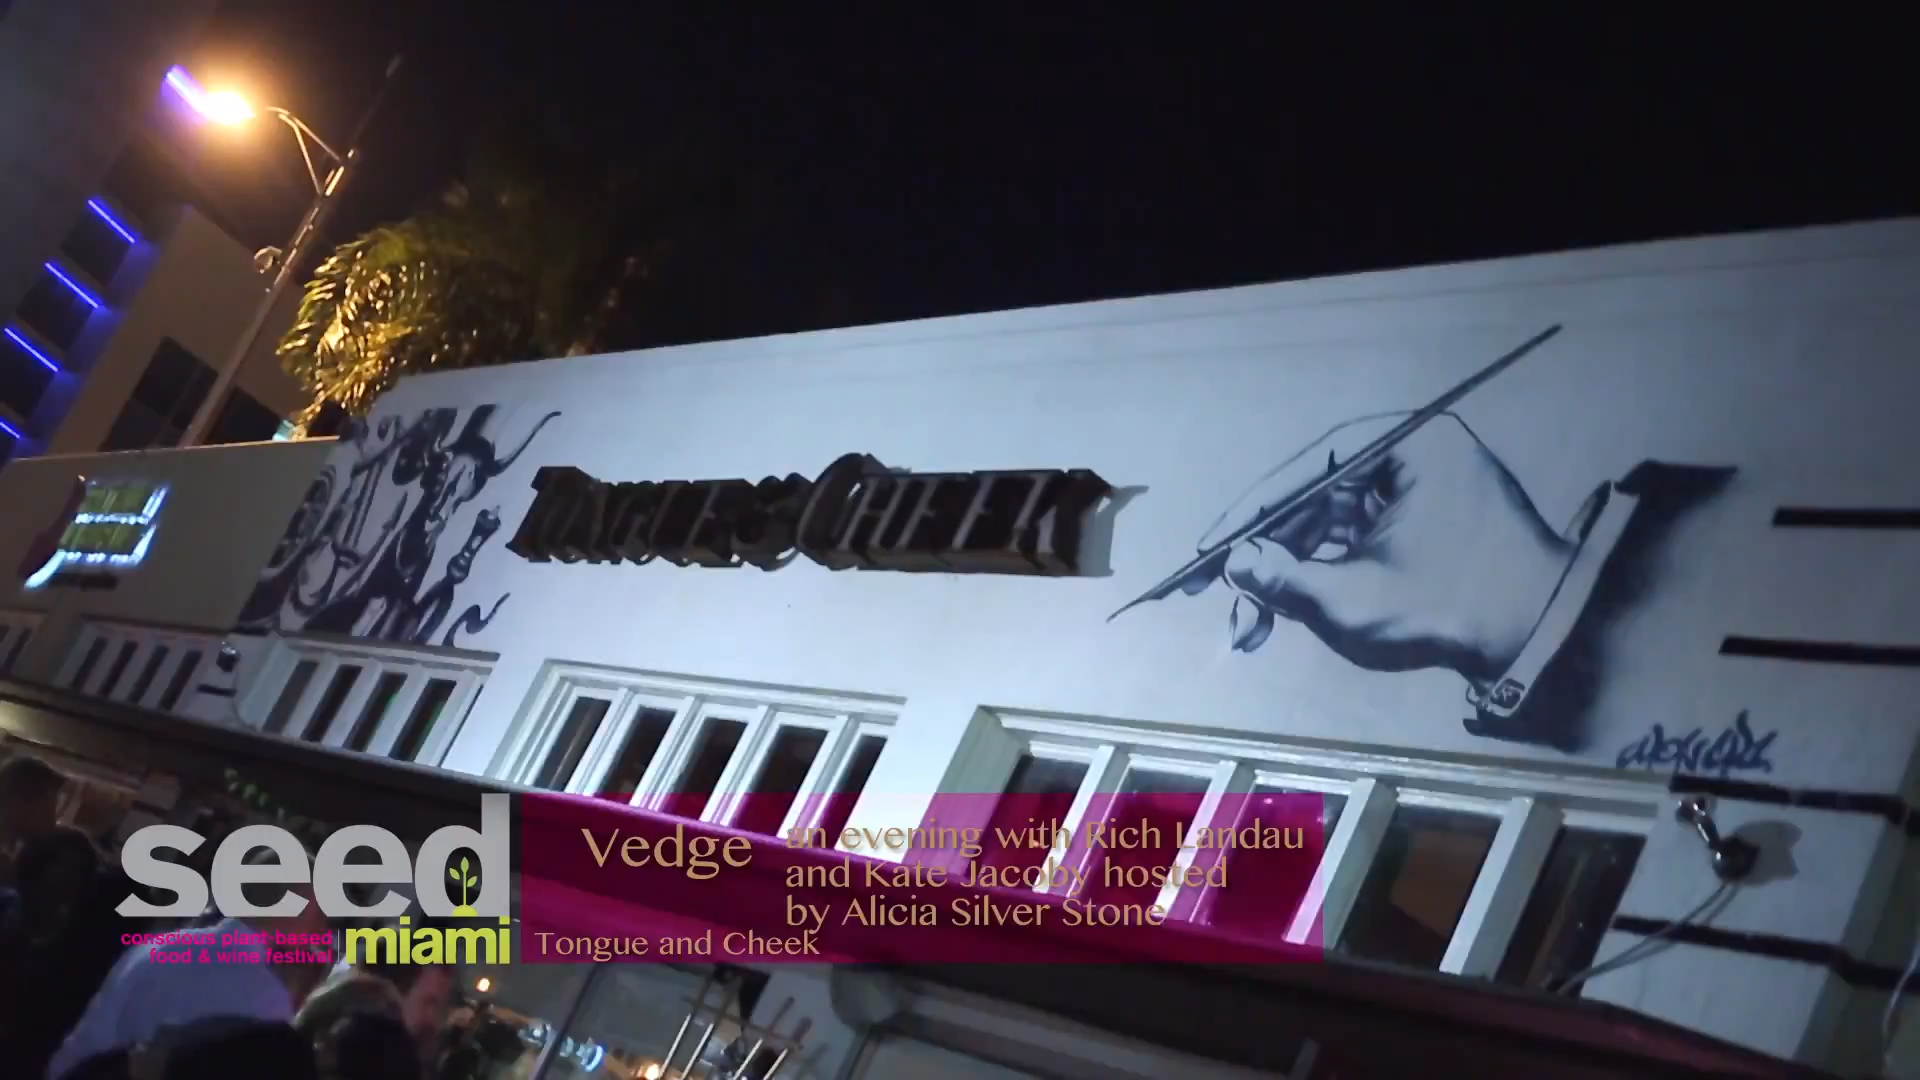 TONGUE & CHEEK
seed
miami
conscious plant-based
food & wine festival
Vedge
an evening with Rich Landau
and Kate Jacoby hosted
by Alicia Silver Stone
Tongue and Cheek